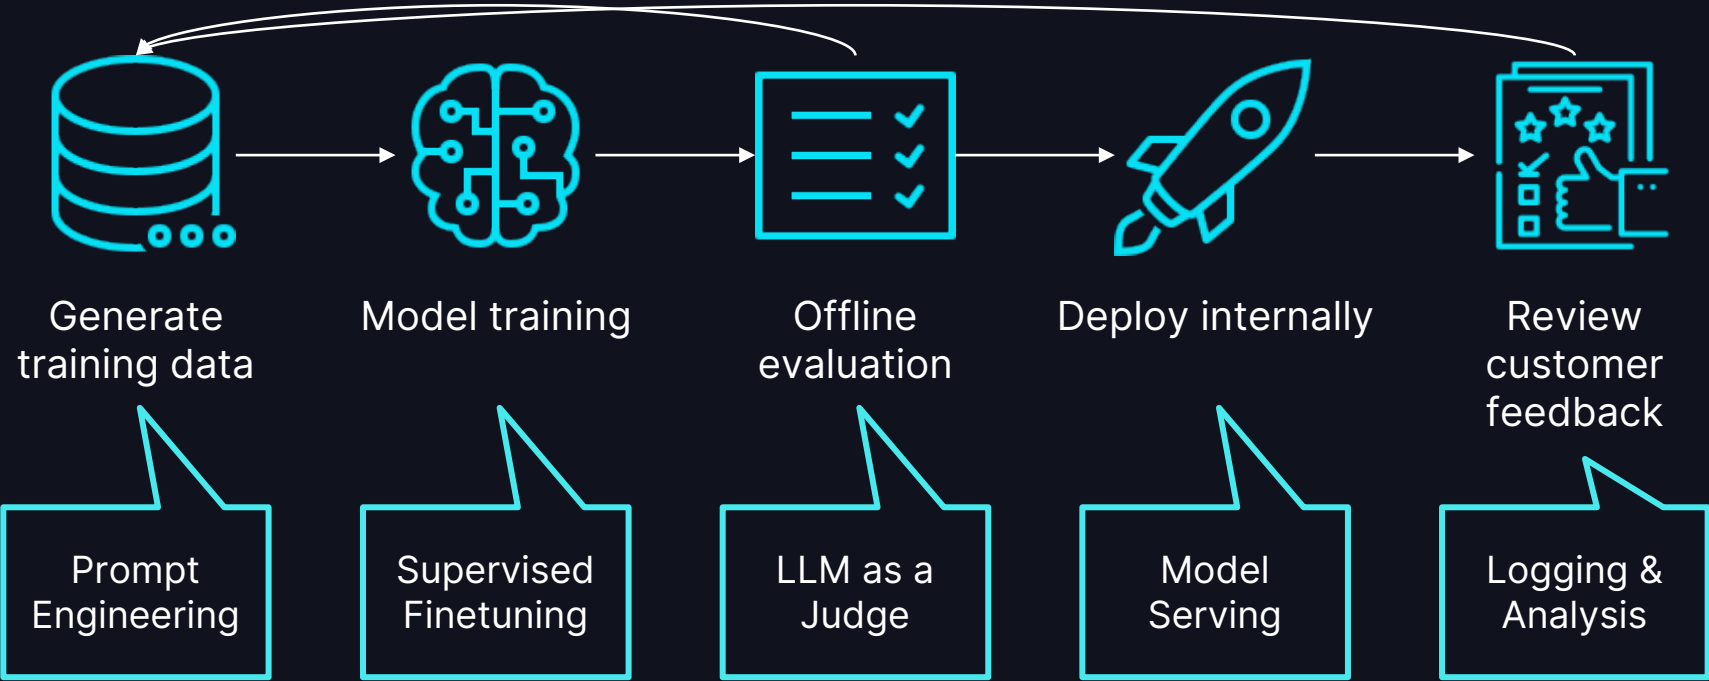 Generate
training data
Model training
Offline
evaluation
Deploy internally
Review
customer
feedback
Prompt
Engineering
Supervised
Finetuning
LLM as a
Judge
Model
Serving
Logging &
Analysis